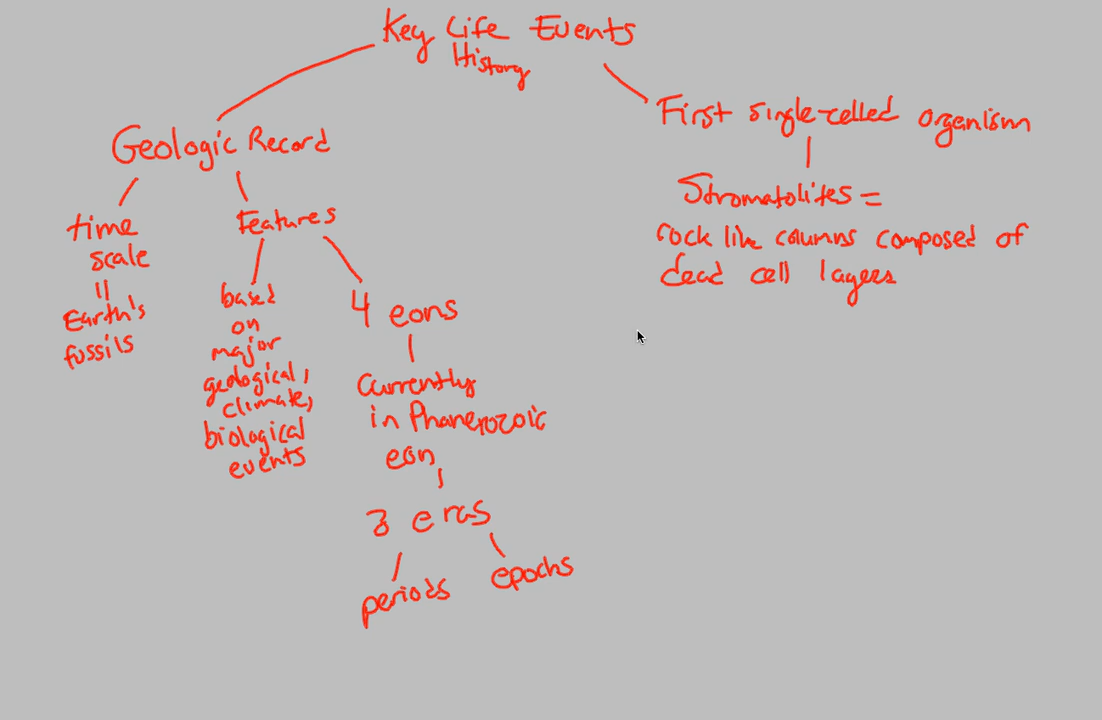 Key Life Events
History
Geologic Record
time
scale
Earth's
fossils
Features
based
on
major
geological,
climate,
biological
events
4 eons
Currently
in Phanerozoic
eon
3 eras
periods
epochs
First single-celled organism
Stromatolites =
rock like columns composed of
dead cell layers